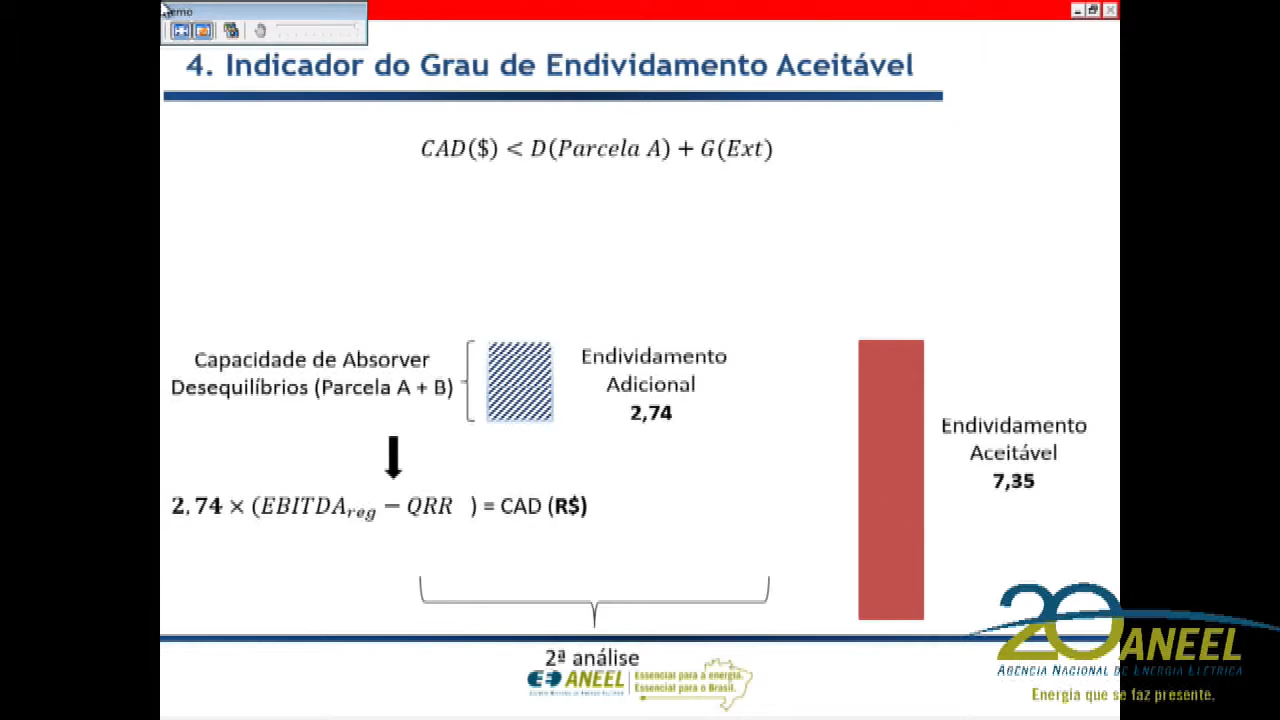 emo
4. Indicador do Grau de Endividamento Aceitável
CAD($) < D(Parcela A) + G(Ext)
Capacidade de Absorver
Desequilíbrios (Parcela A + B)
Endividamento
Adicional
2,74
Endividamento
Aceitável
7,35
2,74 × (EBITDAreg − QRR ) = CAD (R$)
2ª análise
ANEEL
Essencial para a energia.
Essencial para o Brasil.
20 ANEEL
AGÊNCIA NACIONAL DE ENERGIA ELÉTRICA
Energia que se faz presente.